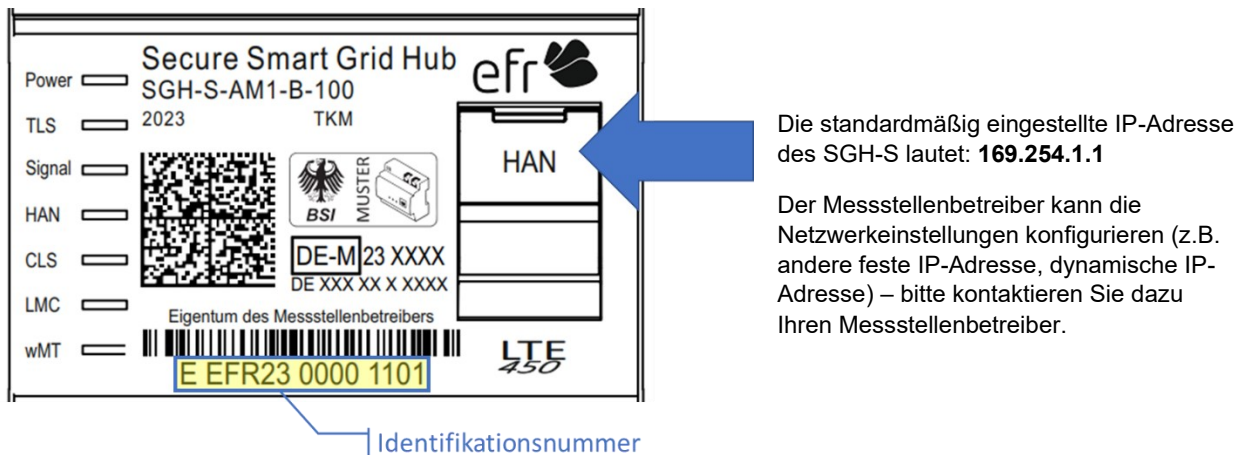 Secure Smart Grid Hub
efr
SGH-S-AM1-B-100
2023 TKM
Power
TLS
Signal
HAN
CLS
LMC
wMT
BSI
MUSTER
HAN
DE-M 23 XXXX
DE XXX XX X XXXX
Eigentum des Messstellenbetreibers
E EFR23 0000 1101
LTE
450
Identifikationsnummer
Die standardmäßig eingestellte IP-Adresse
des SGH-S lautet: 169.254.1.1
Der Messstellenbetreiber kann die
Netzwerkeinstellungen konfigurieren (z.B.
andere feste IP-Adresse, dynamische IP-
Adresse) – bitte kontaktieren Sie dazu
Ihren Messstellenbetreiber.